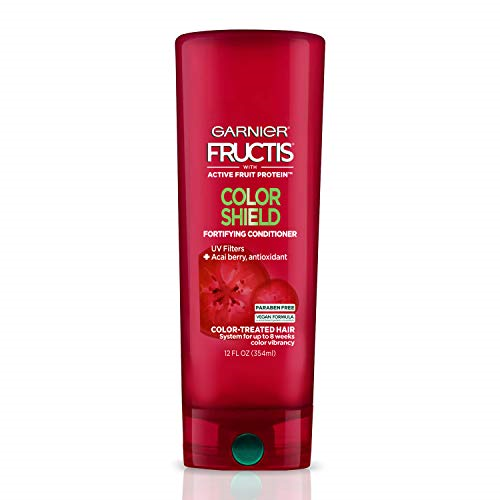 GARNIER®
FRUCTIS
WITH
ACTIVE FRUIT PROTEIN™
COLOR
SHIELD
FORTIFYING CONDITIONER
UV Filters
+ Acai berry, antioxidant
PARABEN FREE
VEGAN FORMULA
COLOR-TREATED HAIR
System for up to 8 weeks
color vibrancy
12 FL OZ (354ml)